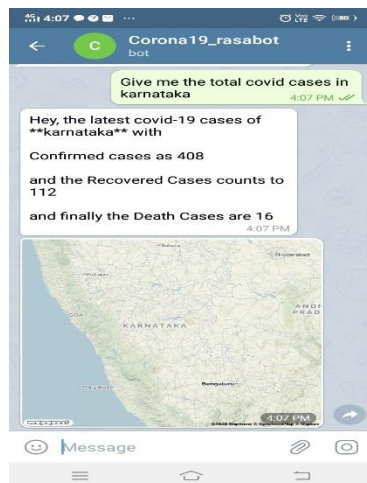 4:07
Corona19_rasabot
bot
Give me the total covid cases in
karnataka
4:07 PM
Hey, the latest covid-19 cases of
**karnataka** with
Confirmed cases as 408
and the Recovered Cases counts to
112
and finally the Death Cases are 16
4:07 PM
Hyderabad
GOA
KARNATAKA
Bengaluru
4:07 PM
Message